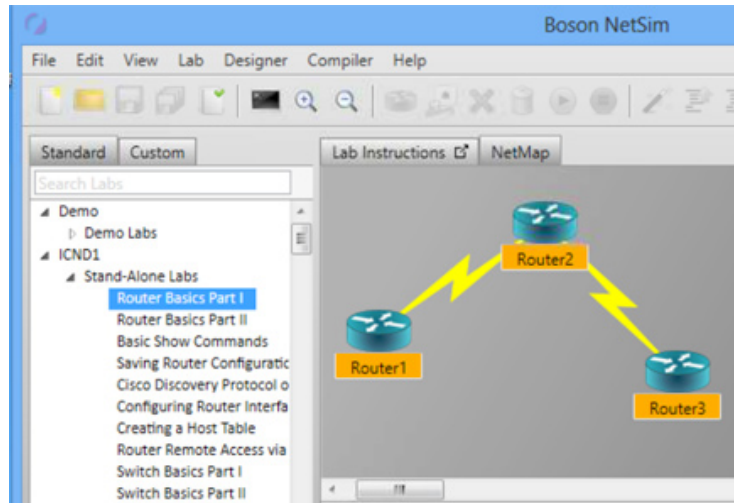 Boson NetSim
File Edit View Lab Designer Compiler Help
Standard Custom
Search Labs
Demo
Demo Labs
ICND1
Stand-Alone Labs
Router Basics Part I
Router Basics Part II
Basic Show Commands
Saving Router Configuratic
Cisco Discovery Protocol o
Configuring Router Interfa
Creating a Host Table
Router Remote Access via
Switch Basics Part I
Switch Basics Part II
Lab Instructions NetMap
Router2
Router1
Router3